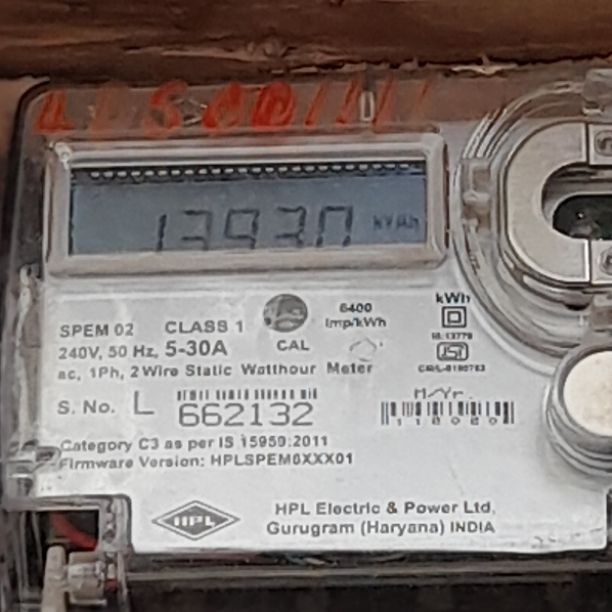 13930 kVAh
SPEM 02 CLASS 1
6400
Imp/kWh
kWh
240V, 50 Hz, 5-30A
CAL
ac, 1Ph, 2 Wire Static Watthour Meter
S. No. L 662132
M/Yr.
Category C3 as per IS 15959:2011
Firmware Version: HPLSPEM6XXX01
HPL
HPL Electric & Power Ltd.
Gurugram (Haryana) INDIA